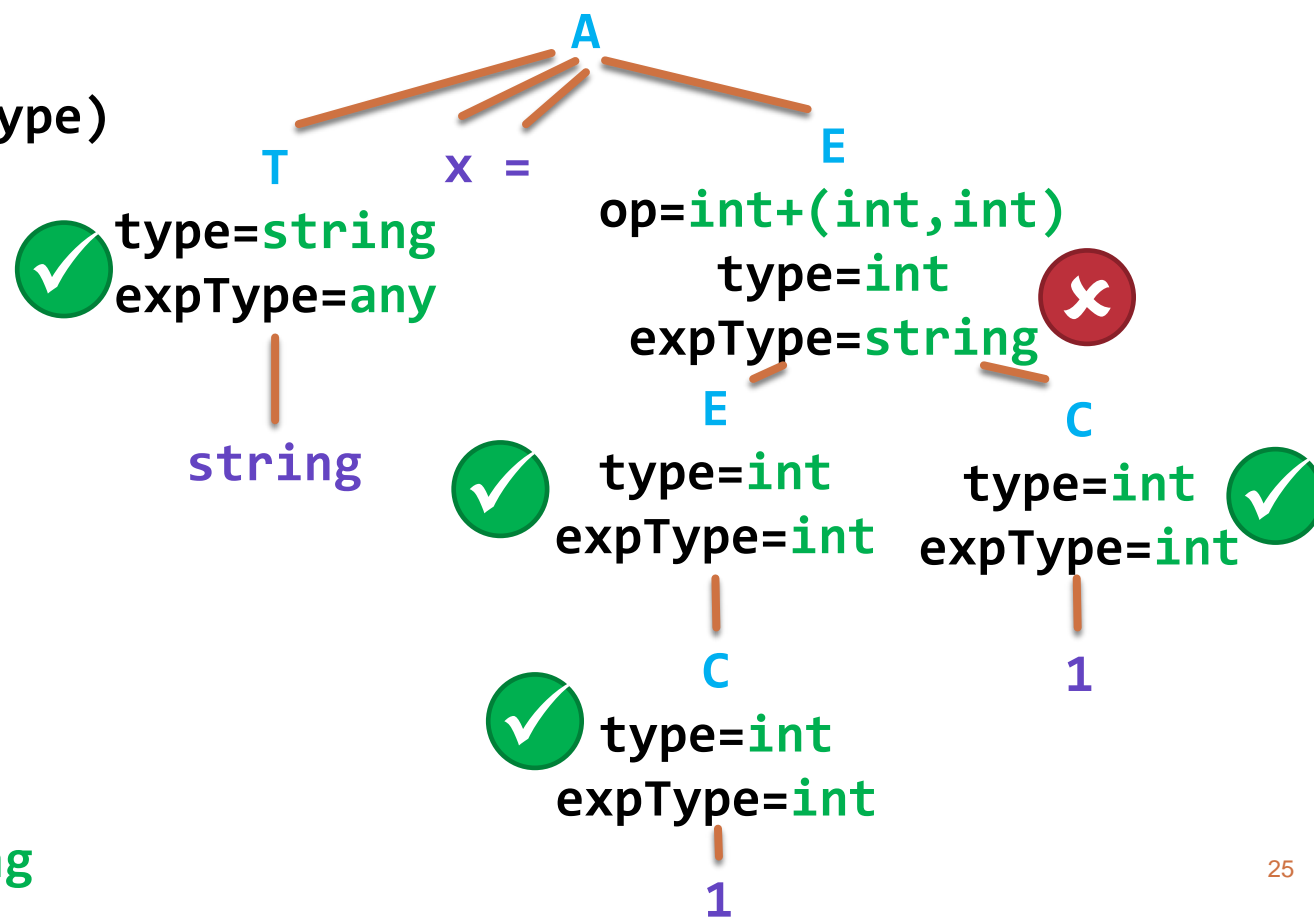 A
ype)
T
x =
E
type=string
expType=any
op=int+(int,int)
type=int
expType=string
string
E
type=int
expType=int
C
type=int
expType=int
C
type=int
expType=int
1
1
g
25